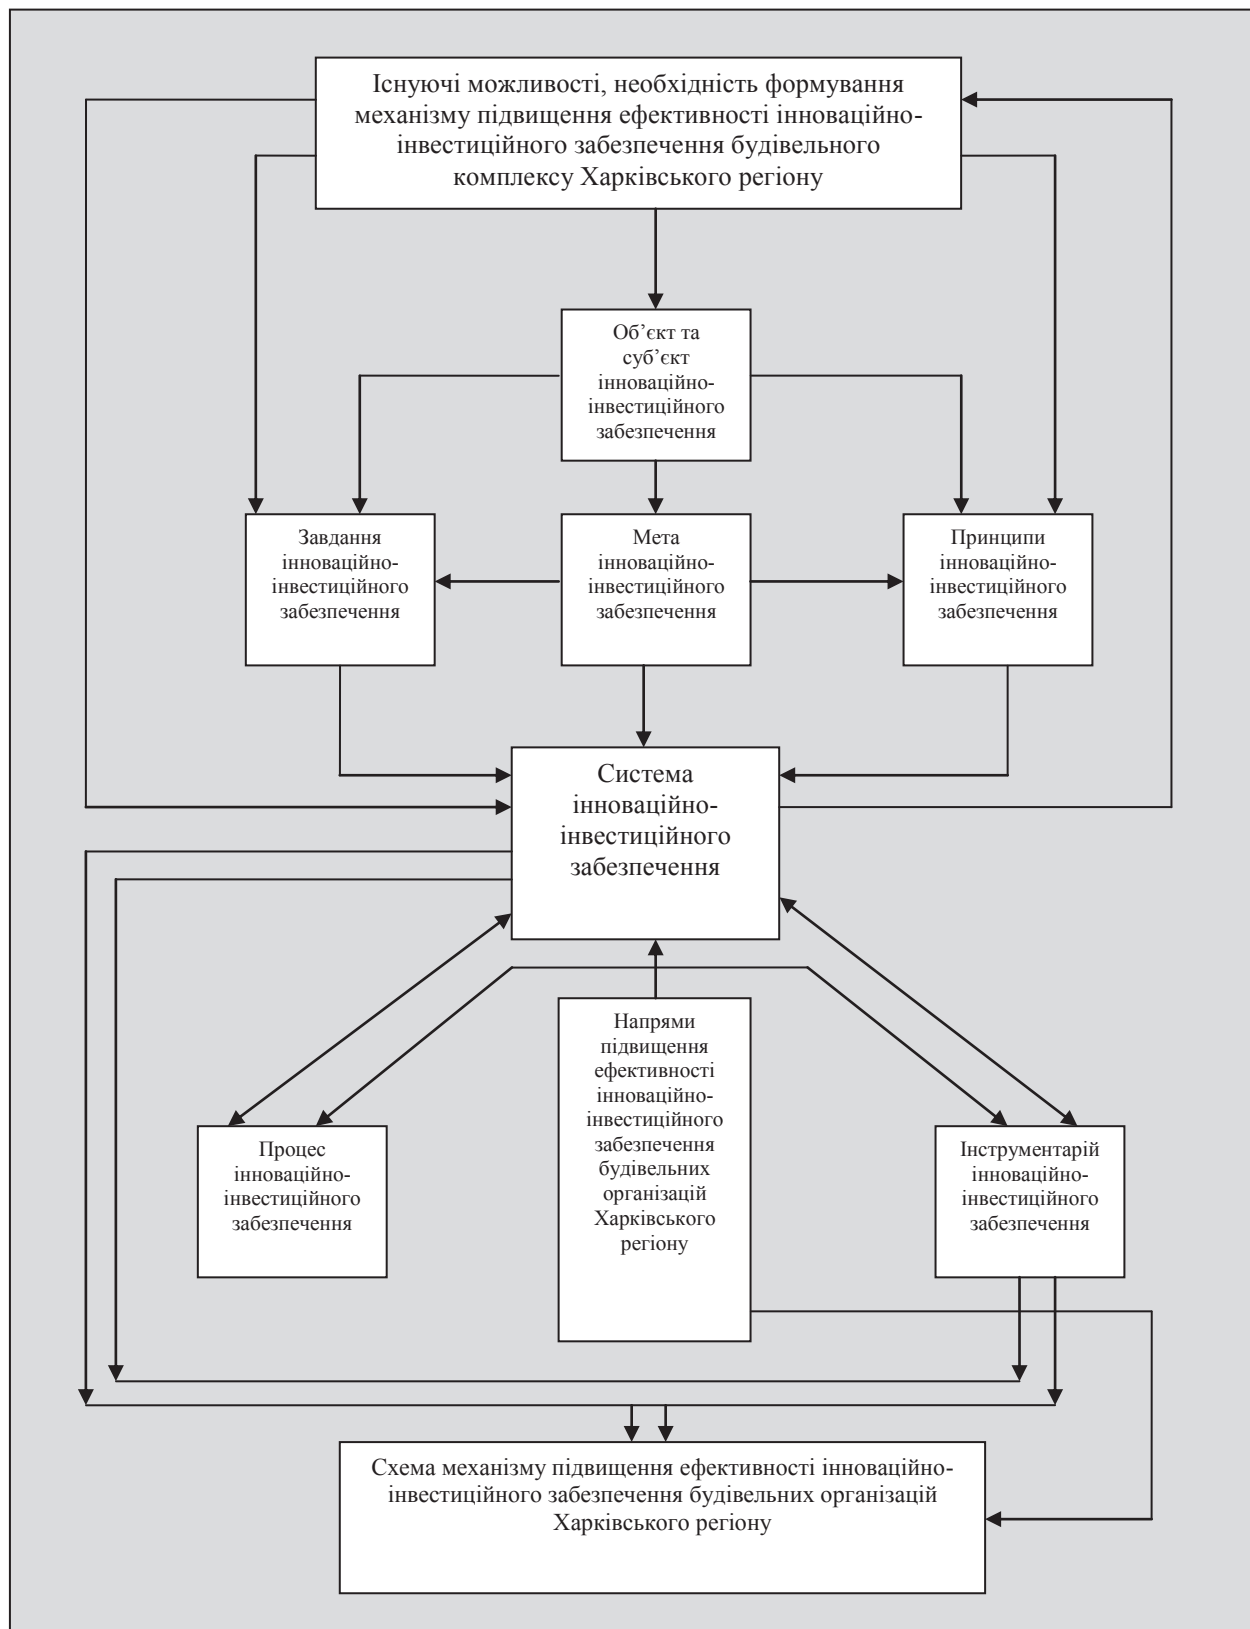 Існуючі можливості, необхідність формування
механізму підвищення ефективності інноваційно-
інвестиційного забезпечення будівельного
комплексу Харківського регіону
Об’єкт та
суб’єкт
інноваційно-
інвестиційного
забезпечення
Завдання
інноваційно-
інвестиційного
забезпечення
Мета
інноваційно-
інвестиційного
забезпечення
Принципи
інноваційно-
інвестиційного
забезпечення
Система
інноваційно-
інвестиційного
забезпечення
Процес
інноваційно-
інвестиційного
забезпечення
Напрями
підвищення
ефективності
інноваційно-
інвестиційного
забезпечення
будівельних
організацій
Харківського
регіону
Інструментарій
інноваційно-
інвестиційного
забезпечення
Схема механізму підвищення ефективності інноваційно-
інвестиційного забезпечення будівельних організацій
Харківського регіону